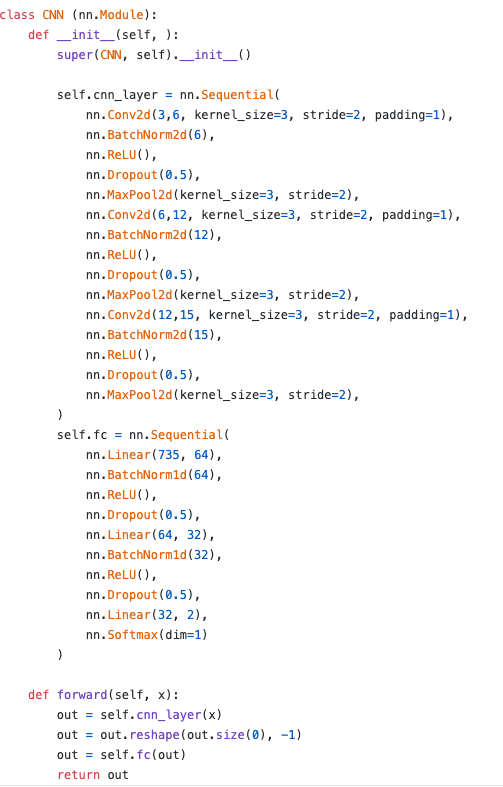 class CNN (nn.Module):
    def __init__(self, ):
        super(CNN, self).__init__()

        self.cnn_layer = nn.Sequential(
            nn.Conv2d(3,6, kernel_size=3, stride=2, padding=1),
            nn.BatchNorm2d(6),
            nn.ReLU(),
            nn.Dropout(0.5),
            nn.MaxPool2d(kernel_size=3, stride=2),
            nn.Conv2d(6,12, kernel_size=3, stride=2, padding=1),
            nn.BatchNorm2d(12),
            nn.ReLU(),
            nn.Dropout(0.5),
            nn.MaxPool2d(kernel_size=3, stride=2),
            nn.Conv2d(12,15, kernel_size=3, stride=2, padding=1),
            nn.BatchNorm2d(15),
            nn.ReLU(),
            nn.Dropout(0.5),
            nn.MaxPool2d(kernel_size=3, stride=2),
        )
        self.fc = nn.Sequential(
            nn.Linear(735, 64),
            nn.BatchNorm1d(64),
            nn.ReLU(),
            nn.Dropout(0.5),
            nn.Linear(64, 32),
            nn.BatchNorm1d(32),
            nn.ReLU(),
            nn.Dropout(0.5),
            nn.Linear(32, 2),
            nn.Softmax(dim=1)
        )

    def forward(self, x):
        out = self.cnn_layer(x)
        out = out.reshape(out.size(0), -1)
        out = self.fc(out)
        return out